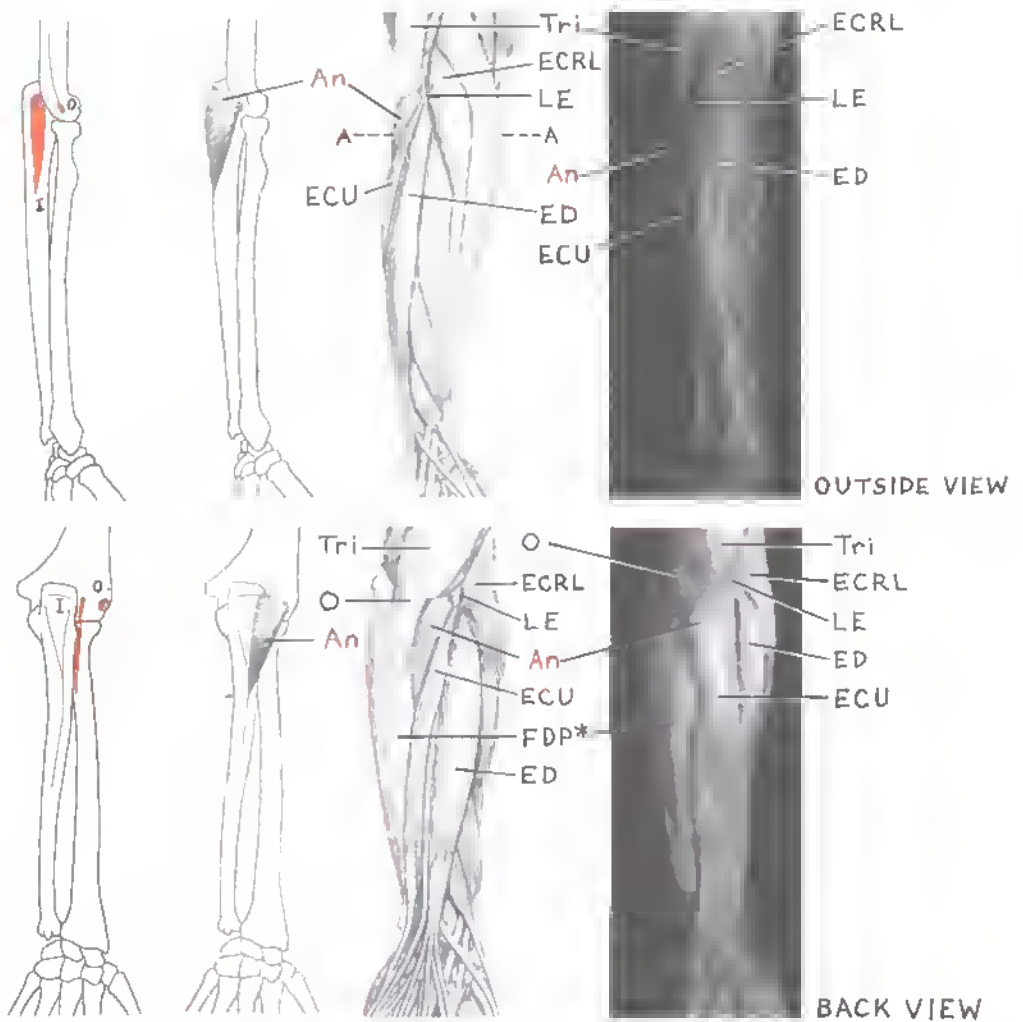 Tri
ECRL
ECRL
An
LE
LE
A
A
O
An
ED
ECU
ED
I
ECU
OUTSIDE VIEW
Tri
O
Tri
ECRL
ECRL
O
O
LE
LE
I
An
An
ED
ECU
ECU
FDP*
ED
BACK VIEW